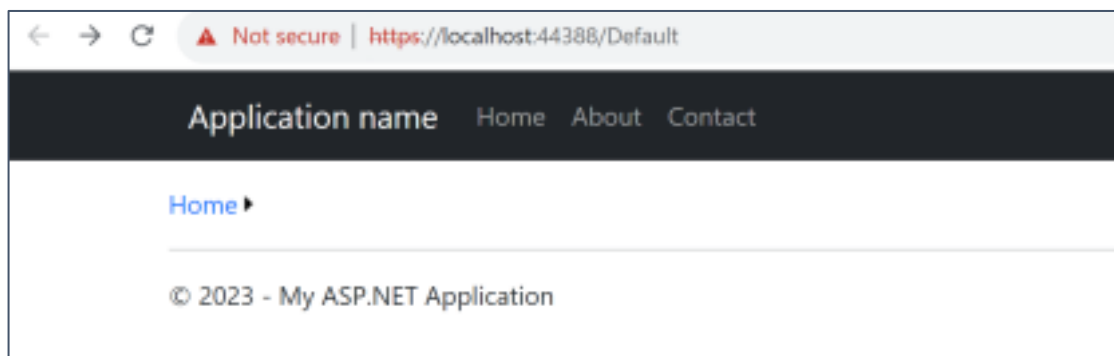 Not secure | https://localhost:44388/Default
Application name Home About Contact
Home
© 2023 - My ASP.NET Application